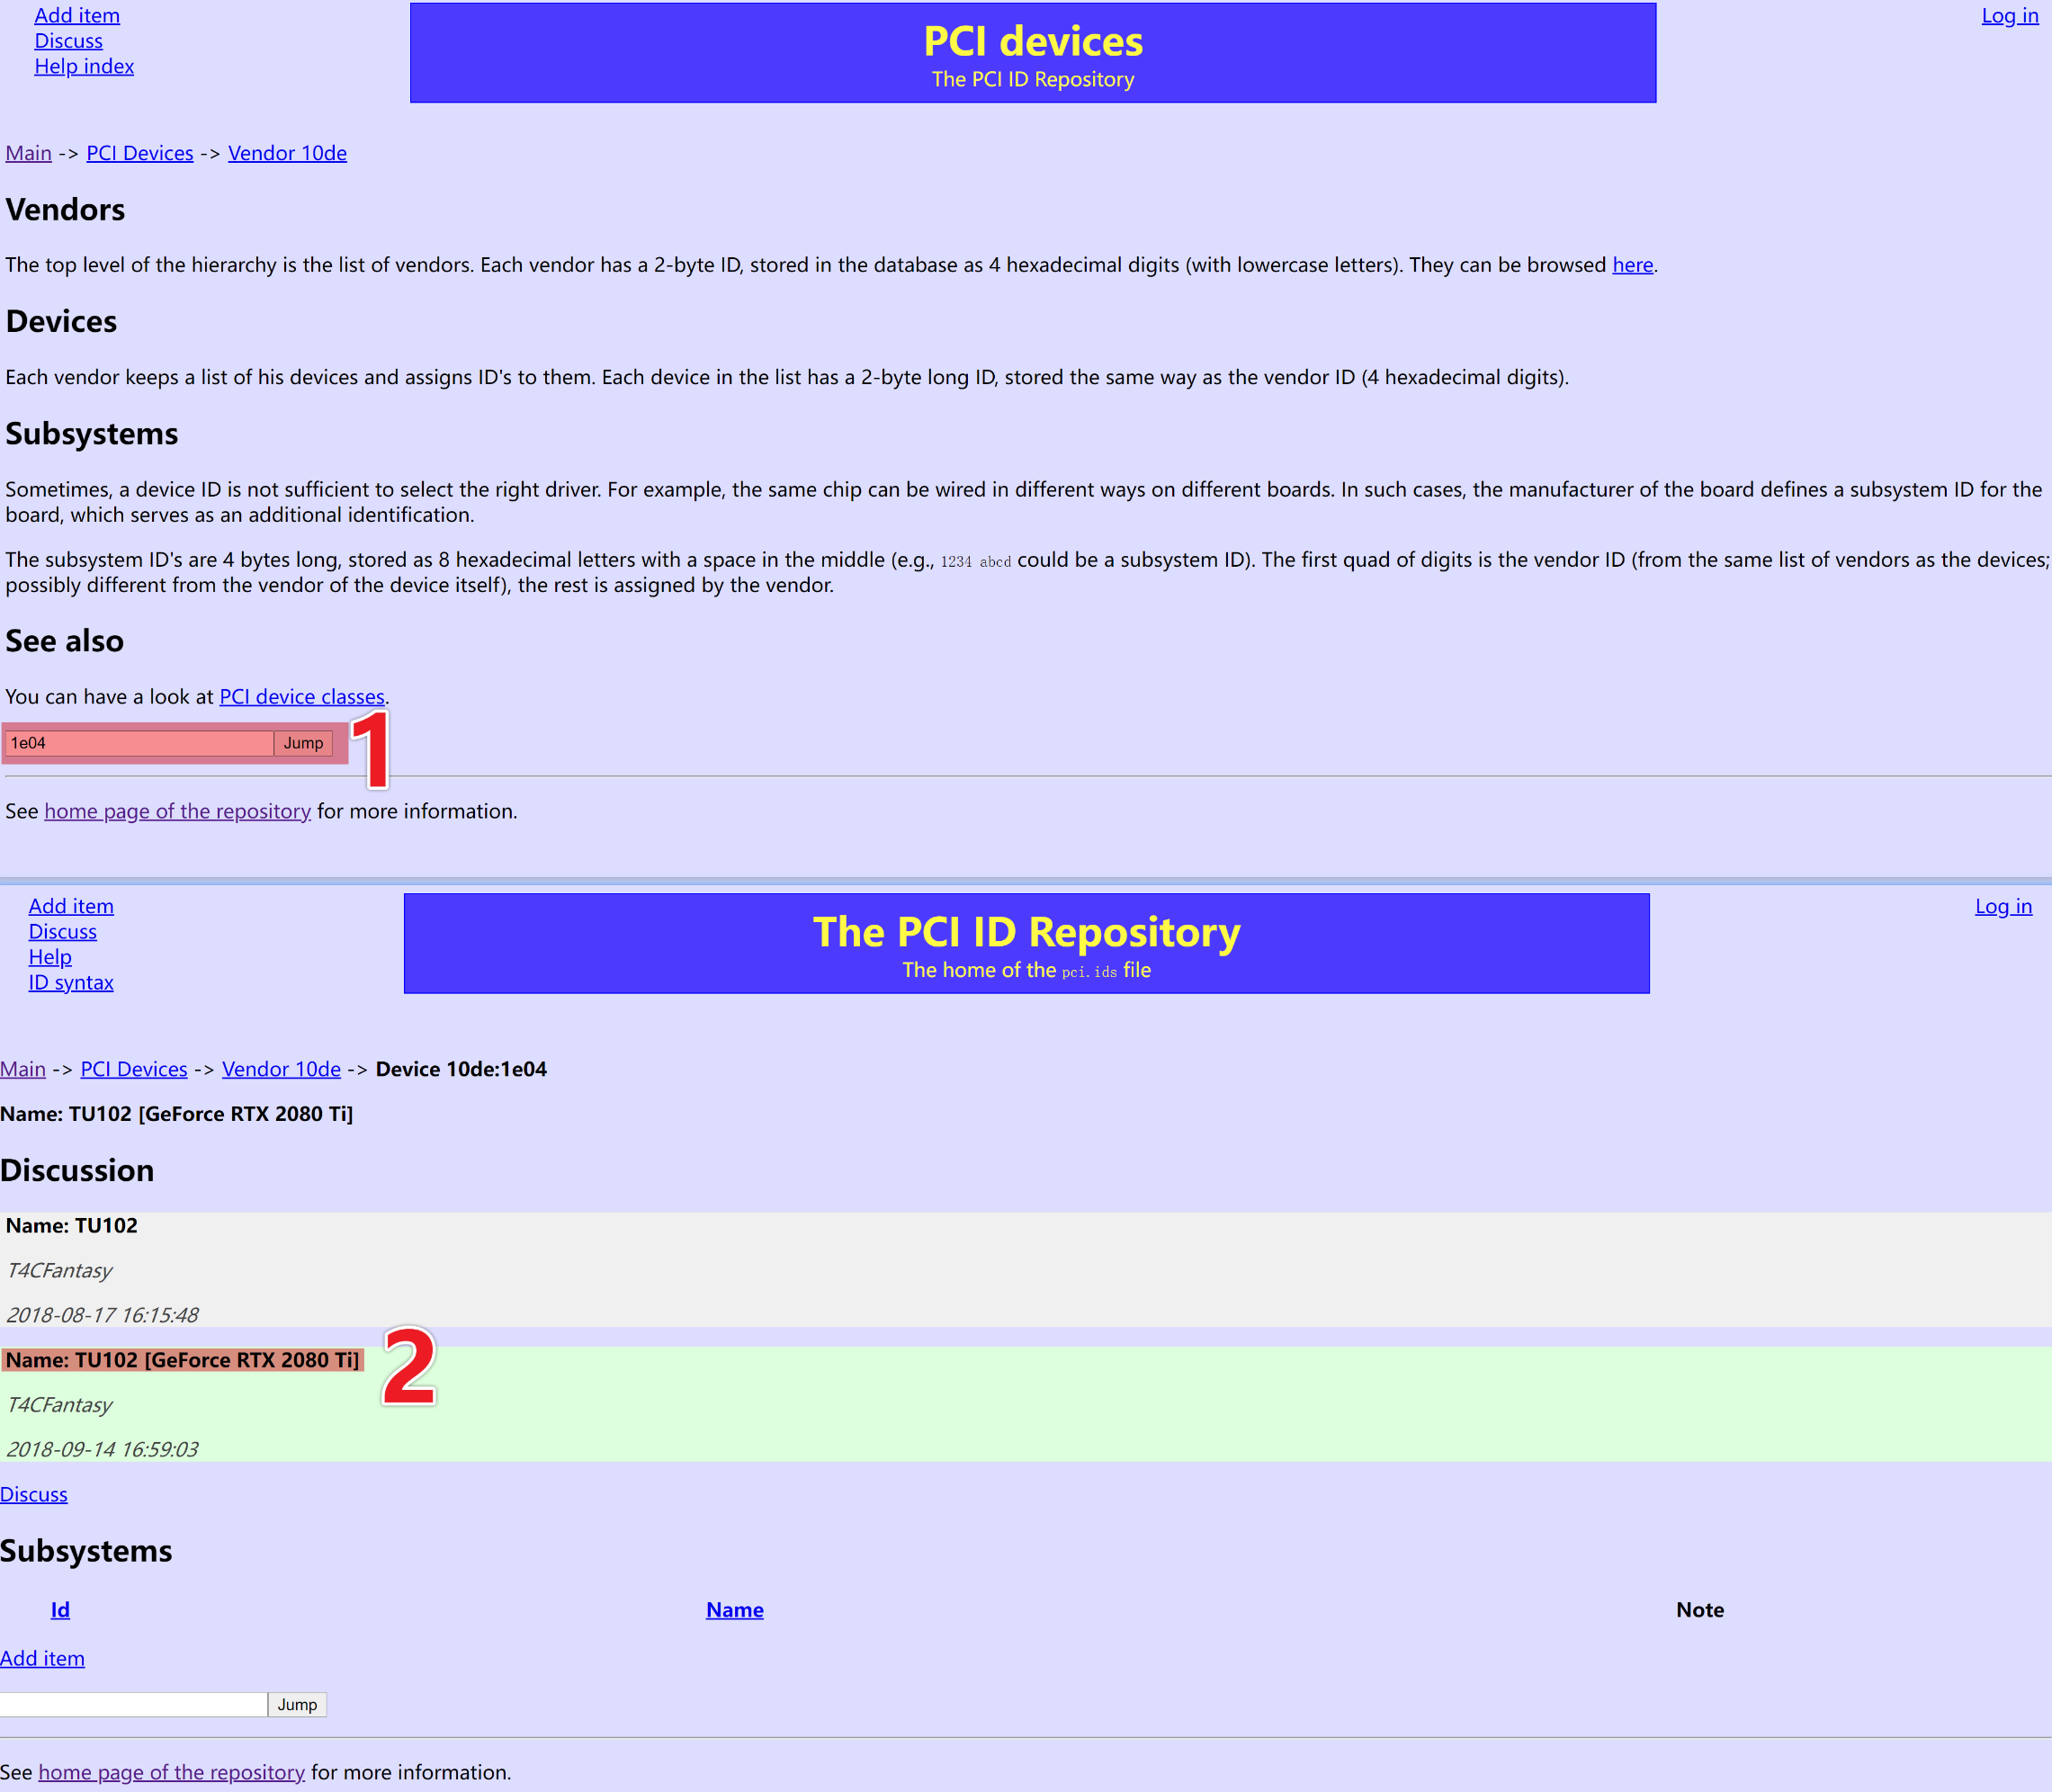 Add item
Discuss
Help index
PCI devices
The PCI ID Repository
Log in
Main -> PCI Devices -> Vendor 10de
Vendors
The top level of the hierarchy is the list of vendors. Each vendor has a 2-byte ID, stored in the database as 4 hexadecimal digits (with lowercase letters). They can be browsed here.
Devices
Each vendor keeps a list of his devices and assigns ID's to them. Each device in the list has a 2-byte long ID, stored the same way as the vendor ID (4 hexadecimal digits).
Subsystems
Sometimes, a device ID is not sufficient to select the right driver. For example, the same chip can be wired in different ways on different boards. In such cases, the manufacturer of the board defines a subsystem ID for the
board, which serves as an additional identification.
The subsystem ID's are 4 bytes long, stored as 8 hexadecimal letters with a space in the middle (e.g., 1234 abcd could be a subsystem ID). The first quad of digits is the vendor ID (from the same list of vendors as the devices;
possibly different from the vendor of the device itself), the rest is assigned by the vendor.
See also
You can have a look at PCI device classes.
1e04 Jump
1
See home page of the repository for more information.
Add item
Discuss
Help
ID syntax
The PCI ID Repository
The home of the pci.ids file
Log in
Main -> PCI Devices -> Vendor 10de -> Device 10de:1e04
Name: TU102 [GeForce RTX 2080 Ti]
Discussion
Name: TU102
T4CFantasy
2018-08-17 16:15:48
Name: TU102 [GeForce RTX 2080 Ti]
2
T4CFantasy
2018-09-14 16:59:03
Discuss
Subsystems
Id Name Note
Add item
Jump
See home page of the repository for more information.